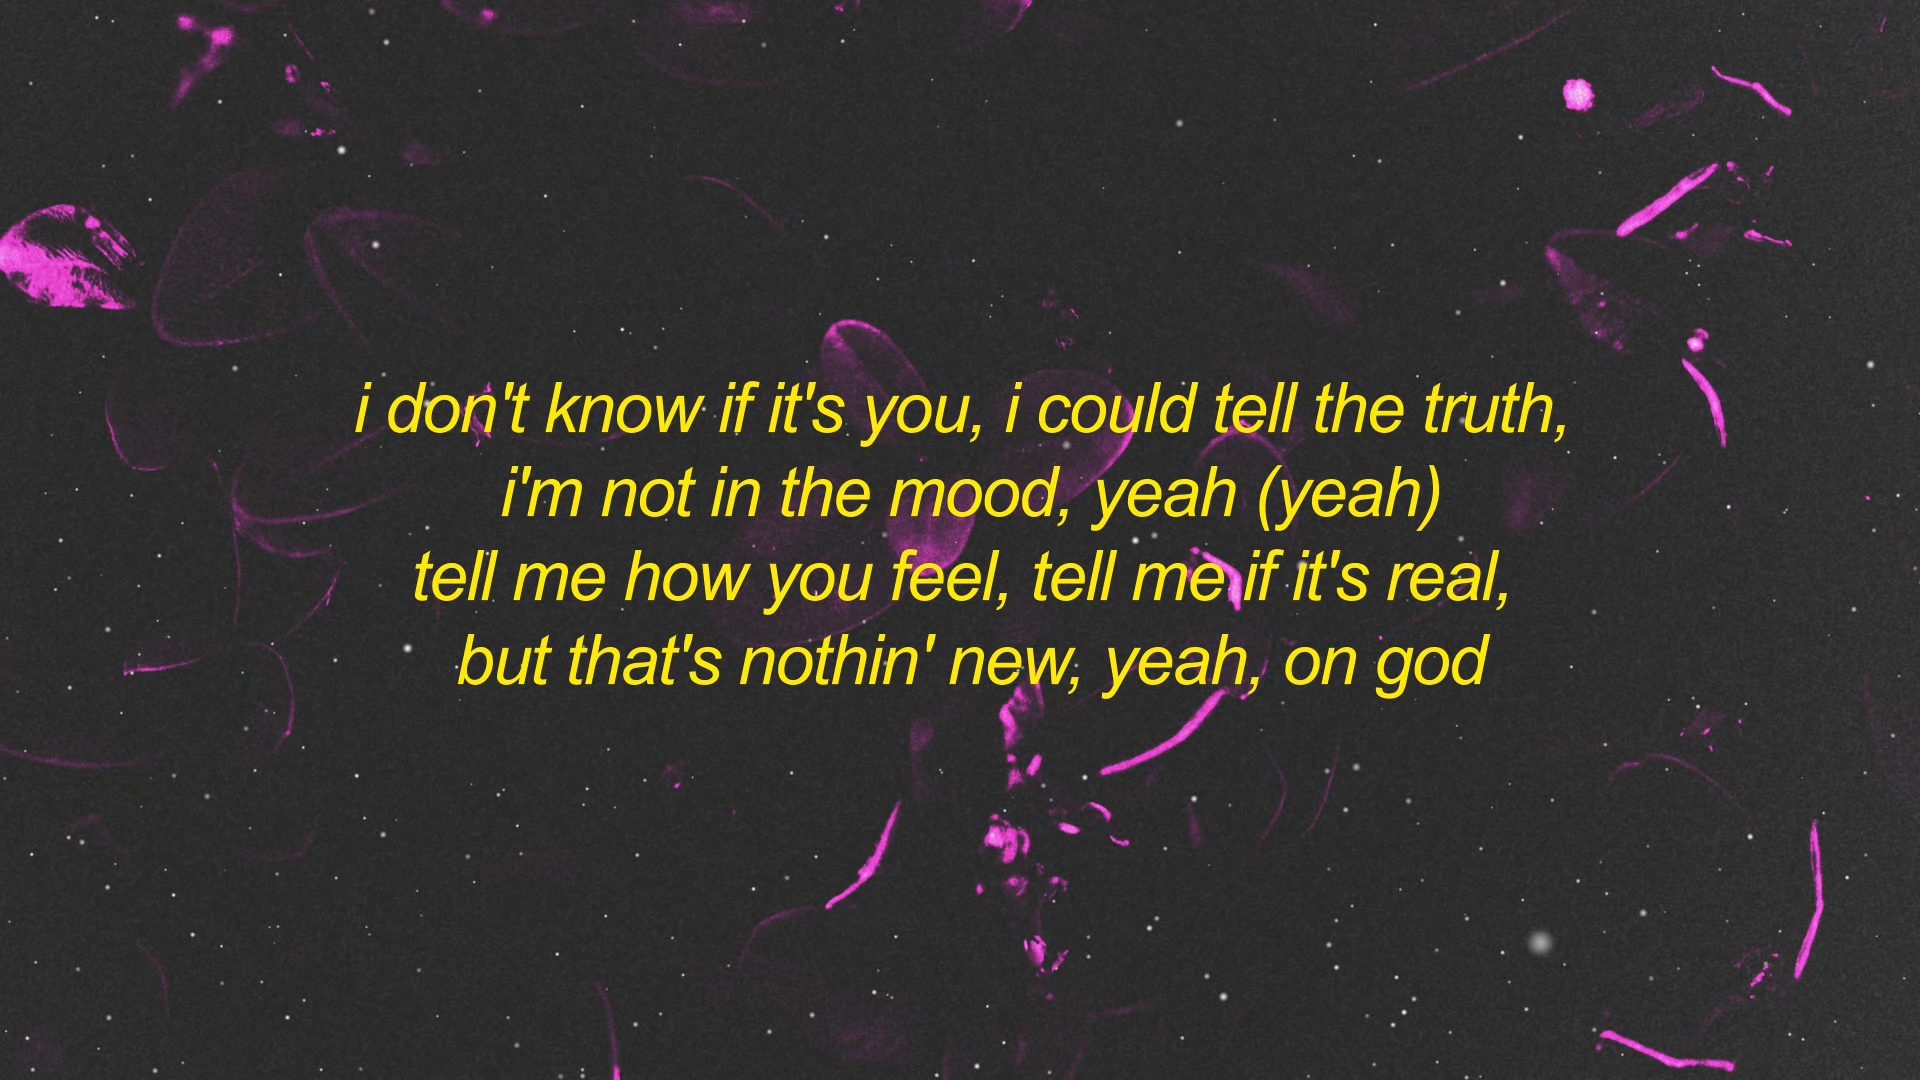 i don't know if it's you, i could tell the truth,
i'm not in the mood, yeah (yeah)
tell me how you feel, tell me if it's real,
but that's nothin' new, yeah, on god